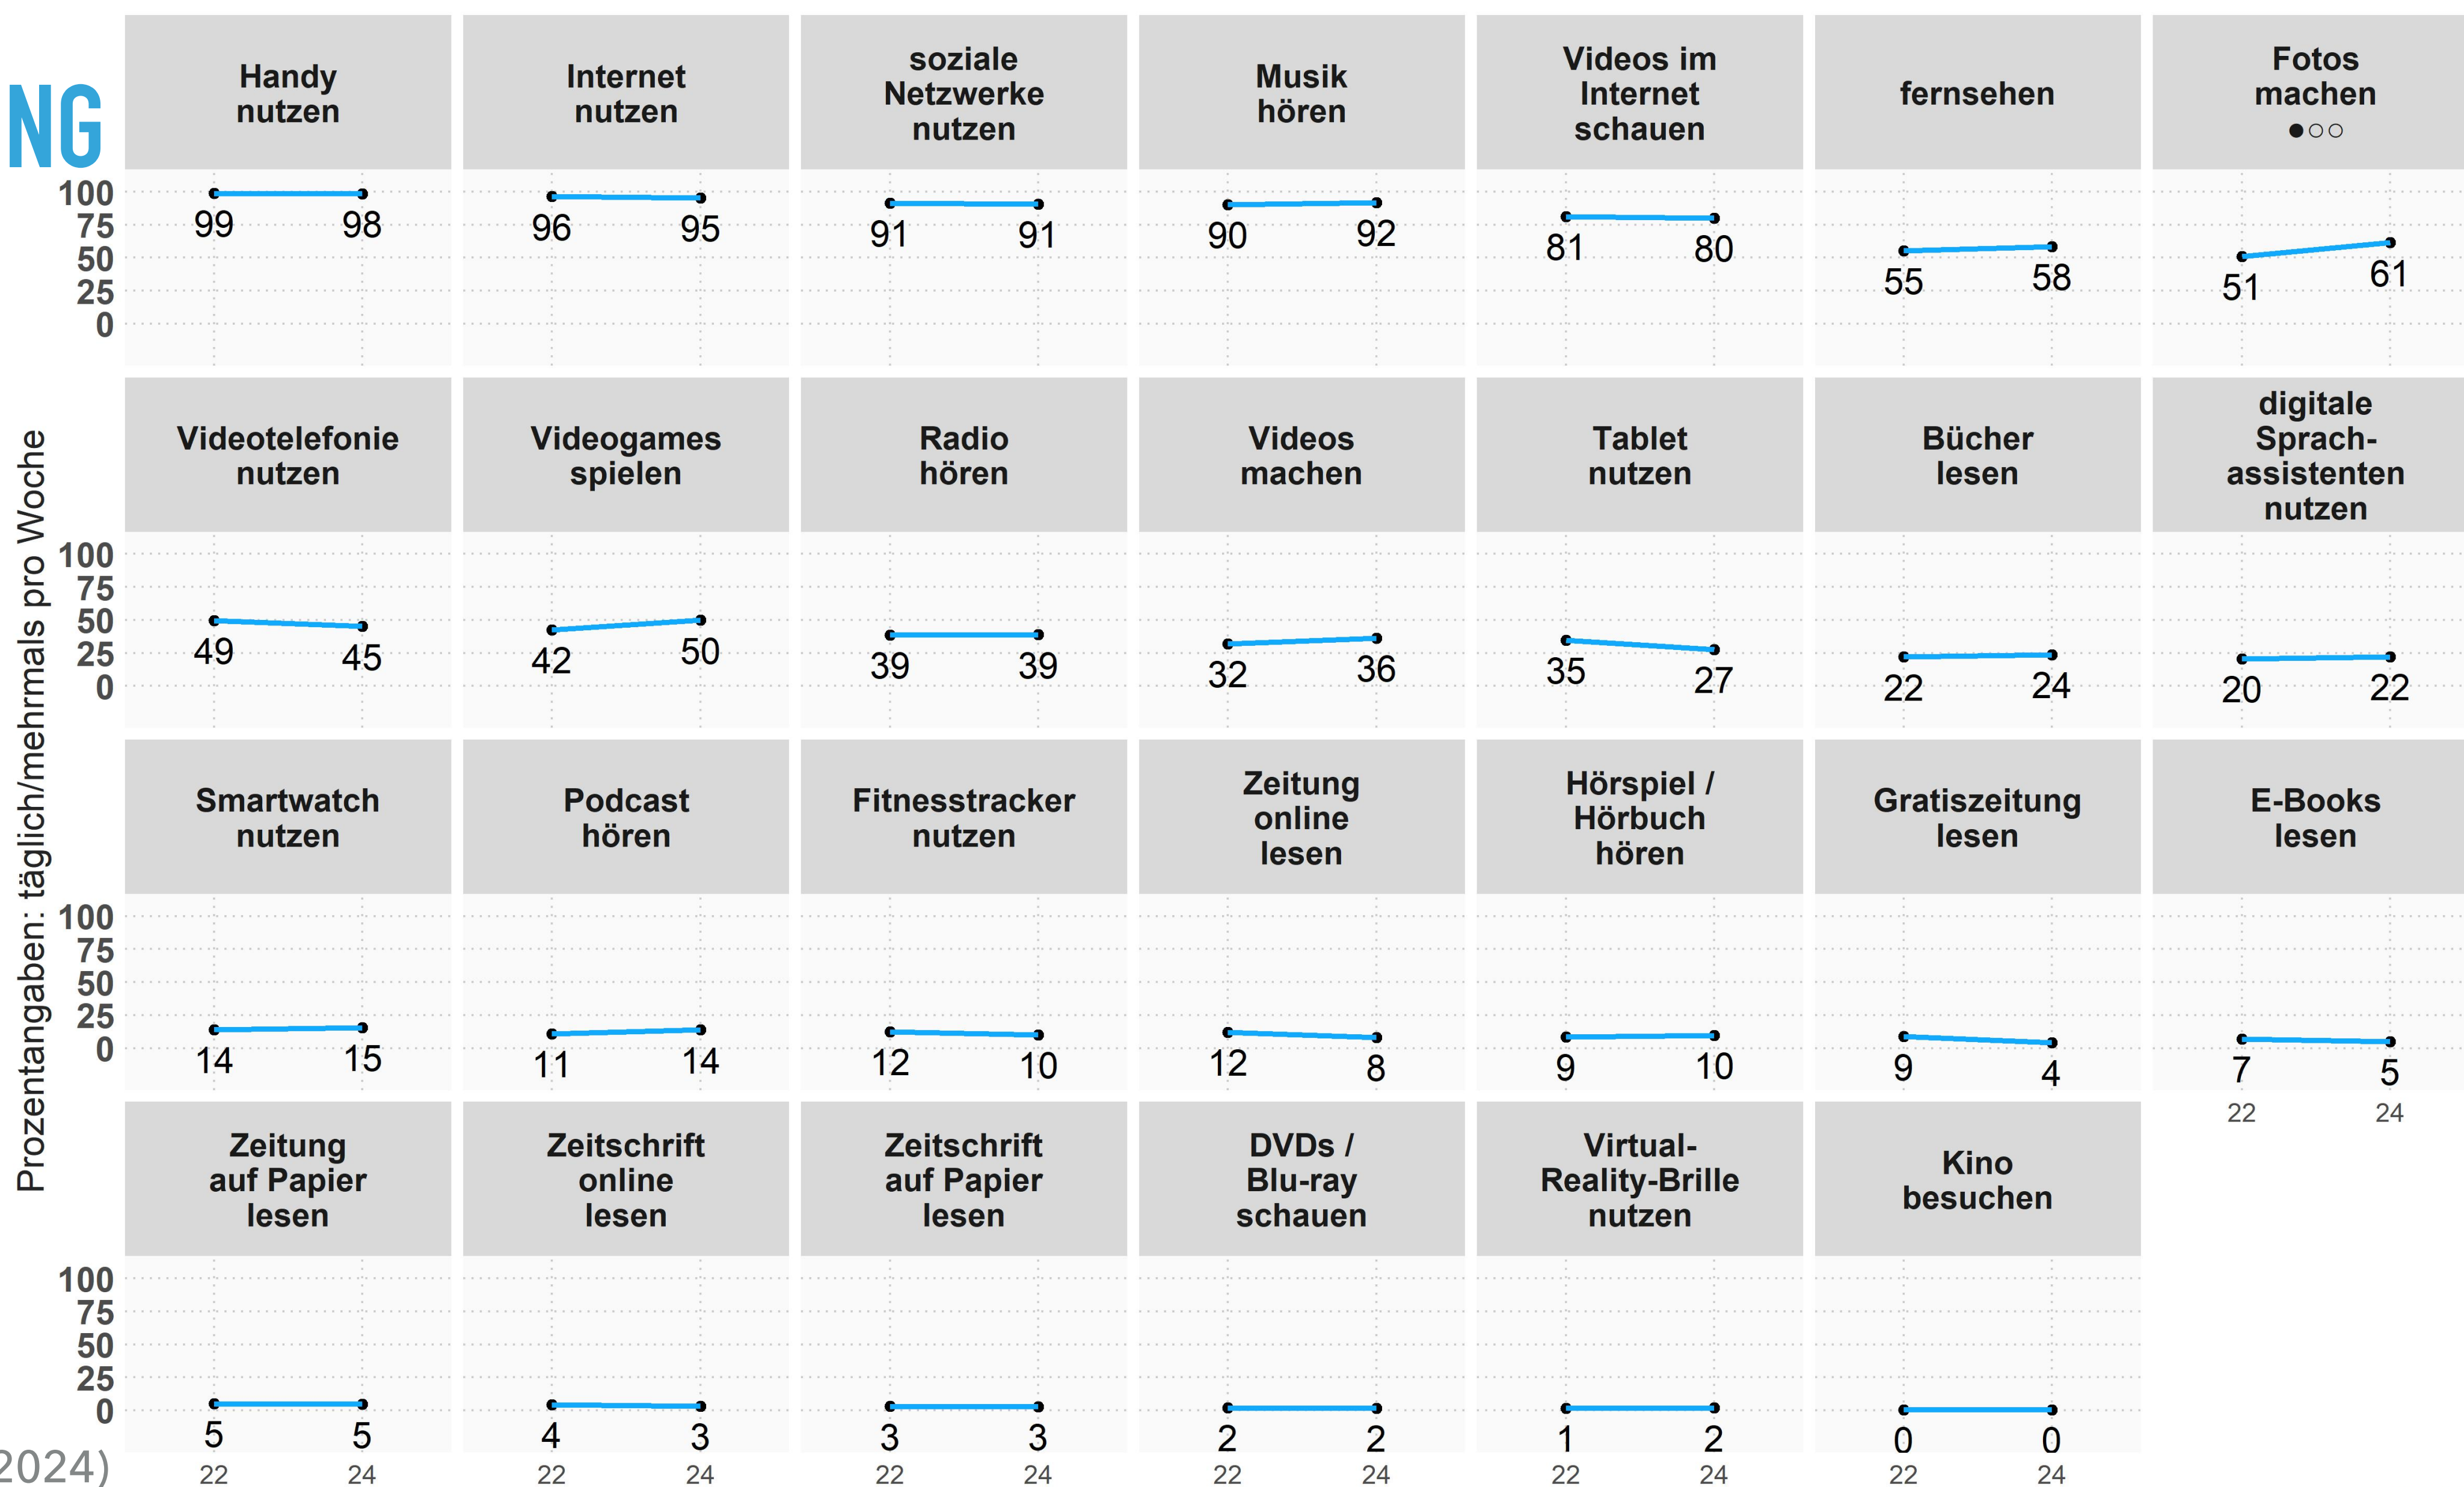 NG
Handy
nutzen
Internet
nutzen
soziale
Netzwerke
nutzen
Musik
hören
Videos im
Internet
schauen
fernsehen
Fotos
machen
●○○
100
75
50
25
0
99 98
96 95
91 91
90 92
81 80
55 58
51 61
Prozentangaben: täglich/mehrmals pro Woche
Videotelefonie
nutzen
Videogames
spielen
Radio
hören
Videos
machen
Tablet
nutzen
Bücher
lesen
digitale
Sprach-
assistenten
nutzen
100
75
50
25
0
49 45
42 50
39 39
32 36
35 27
22 24
20 22
Smartwatch
nutzen
Podcast
hören
Fitnesstracker
nutzen
Zeitung
online
lesen
Hörspiel /
Hörbuch
hören
Gratiszeitung
lesen
E-Books
lesen
100
75
50
25
0
14 15
11 14
12 10
12 8
9 10
9 4
7 5
22 24
Zeitung
auf Papier
lesen
Zeitschrift
online
lesen
Zeitschrift
auf Papier
lesen
DVDs /
Blu-ray
schauen
Virtual-
Reality-Brille
nutzen
Kino
besuchen
100
75
50
25
0
5 5
4 3
3 3
2 2
1 2
0 0
22 24
22 24
22 24
22 24
22 24
22 24
2024)